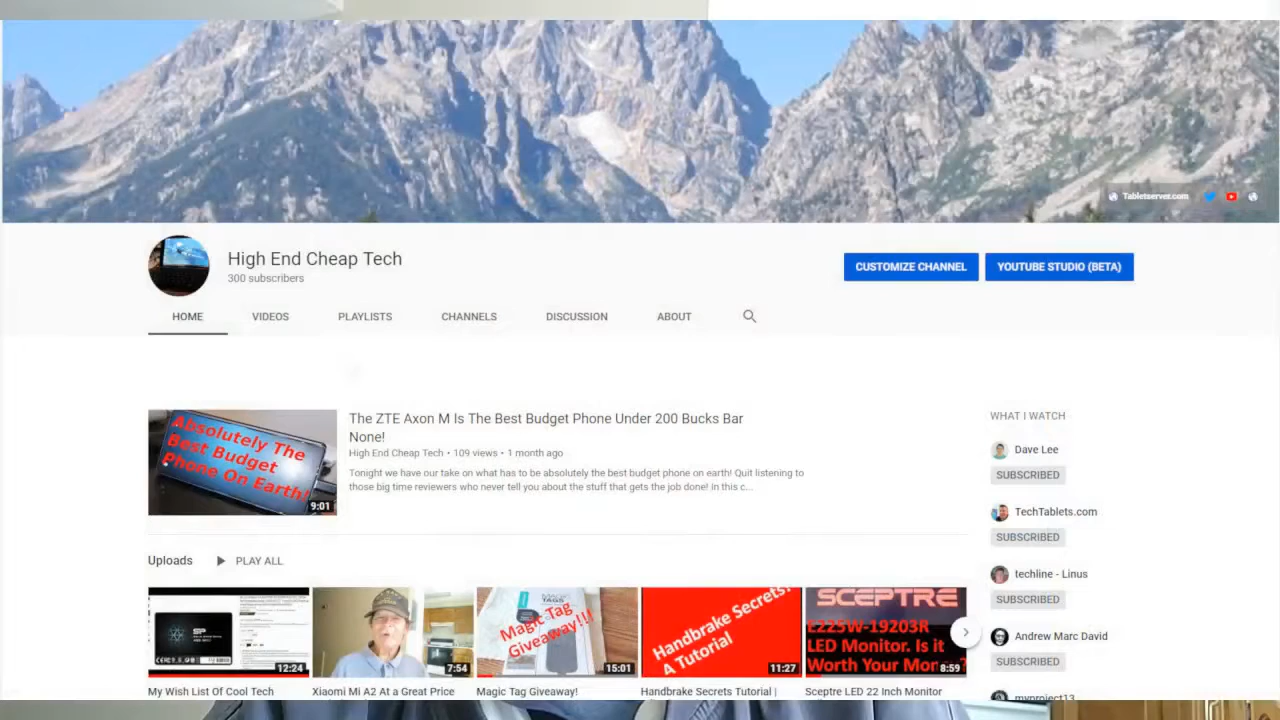 Tabletserver.com
High End Cheap Tech
300 subscribers
CUSTOMIZE CHANNEL
YOUTUBE STUDIO (BETA)
HOME
VIDEOS
PLAYLISTS
CHANNELS
DISCUSSION
ABOUT
Absolutely The
Best Budget
Phone On Earth!
9:01
The ZTE Axon M Is The Best Budget Phone Under 200 Bucks Bar
None!
High End Cheap Tech • 109 views • 1 month ago
Tonight we have our take on what has to be absolutely the best budget phone on earth! Quit listening to
those big time reviewers who never tell you about the stuff that gets the job done! In this c...
WHAT I WATCH
Dave Lee
SUBSCRIBED
TechTablets.com
SUBSCRIBED
techline - Linus
SUBSCRIBED
Andrew Marc David
SUBSCRIBED
myproject13
Uploads
PLAY ALL
SP
12:24
My Wish List Of Cool Tech
7:54
Xiaomi Mi A2 At a Great Price
TAGS
Magic Tag
Giveaway!!!
15:01
Magic Tag Giveaway!
Handbrake Secrets!
A Tutorial
11:27
Handbrake Secrets Tutorial |
SCEPTRE
E225W-19203R
LED Monitor. Is it
Worth Your Mon
8:59
Sceptre LED 22 Inch Monitor